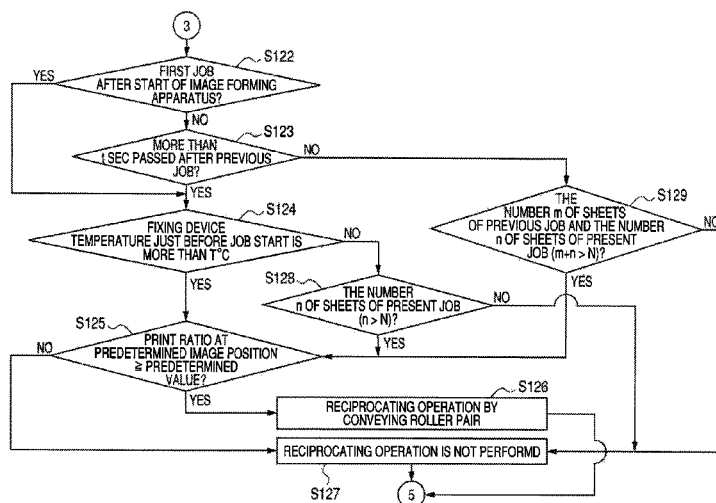 3
S122
YES
FIRST JOB
AFTER START OF IMAGE FORMING
APPARATUS?
NO
S123
MORE THAN
t SEC PASSED AFTER PREVIOUS
JOB?
NO
YES
S129
THE
NUMBER m OF SHEETS
OF PREVIOUS JOB AND THE NUMBER
n OF SHEETS OF PRESENT
JOB (m+n > N)?
NO
YES
S124
FIXING DEVICE
TEMPERATURE JUST BEFORE JOB START IS
MORE THAN T°C
NO
YES
S128
THE NUMBER
n OF SHEETS OF PRESENT JOB
(n > N)?
NO
YES
S125
NO
PRINT RATIO AT
PREDETERMINED IMAGE POSITION
≧ PREDETERMINED
VALUE?
YES
S126
RECIPROCATING OPERATION BY
CONVEYING ROLLER PAIR
RECIPROCATING OPERATION IS NOT PERFORMD
S127
5